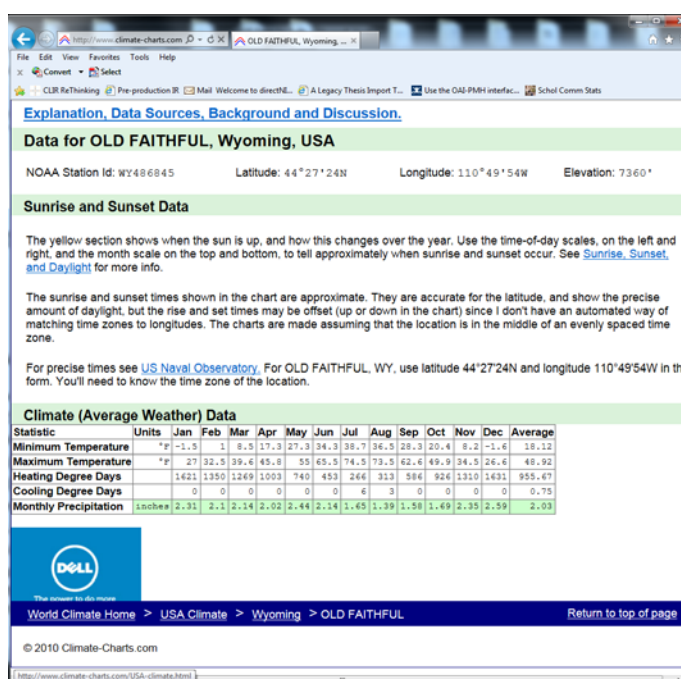 http://www.climate-charts.com
OLD FAITHFUL, Wyoming, ...
File Edit View Favorites Tools Help
x Convert Select
CLIR ReThinking Pre-production IR Mail Welcome to directNE... A Legacy Thesis Import T... Use the OAI-PMH interfac... Schol Comm Stats
Explanation, Data Sources, Background and Discussion.
Data for OLD FAITHFUL, Wyoming, USA
NOAA Station Id: WY486845 Latitude: 44°27'24N Longitude: 110°49'54W Elevation: 7360'
Sunrise and Sunset Data
The yellow section shows when the sun is up, and how this changes over the year. Use the time-of-day scales, on the left and
right, and the month scale on the top and bottom, to tell approximately when sunrise and sunset occur. See Sunrise, Sunset,
and Daylight for more info.
The sunrise and sunset times shown in the chart are approximate. They are accurate for the latitude, and show the precise
amount of daylight, but the rise and set times may be offset (up or down in the chart) since I don't have an automated way of
matching time zones to longitudes. The charts are made assuming that the location is in the middle of an evenly spaced time
zone.
For precise times see US Naval Observatory. For OLD FAITHFUL, WY, use latitude 44°27'24N and longitude 110°49'54W in th
form. You'll need to know the time zone of the location.
Climate (Average Weather) Data
Statistic Units Jan Feb Mar Apr May Jun Jul Aug Sep Oct Nov Dec Average
Minimum Temperature °F -1.5 1 8.5 17.3 27.3 34.3 38.7 36.5 28.3 20.4 8.2 -1.6 18.12
Maximum Temperature °F 27 32.5 39.6 45.8 55 65.5 74.5 73.5 62.6 49.9 34.5 26.6 48.92
Heating Degree Days 1621 1350 1269 1003 740 453 266 313 586 926 1310 1631 955.67
Cooling Degree Days 0 0 0 0 0 0 6 3 0 0 0 0 0.75
Monthly Precipitation inches 2.31 2.1 2.14 2.02 2.44 2.14 1.65 1.39 1.58 1.69 2.35 2.59 2.03
DELL
The power to do more
World Climate Home > USA Climate > Wyoming > OLD FAITHFUL Return to top of page
© 2010 Climate-Charts.com
http://www.climate-charts.com/USA-climate.html